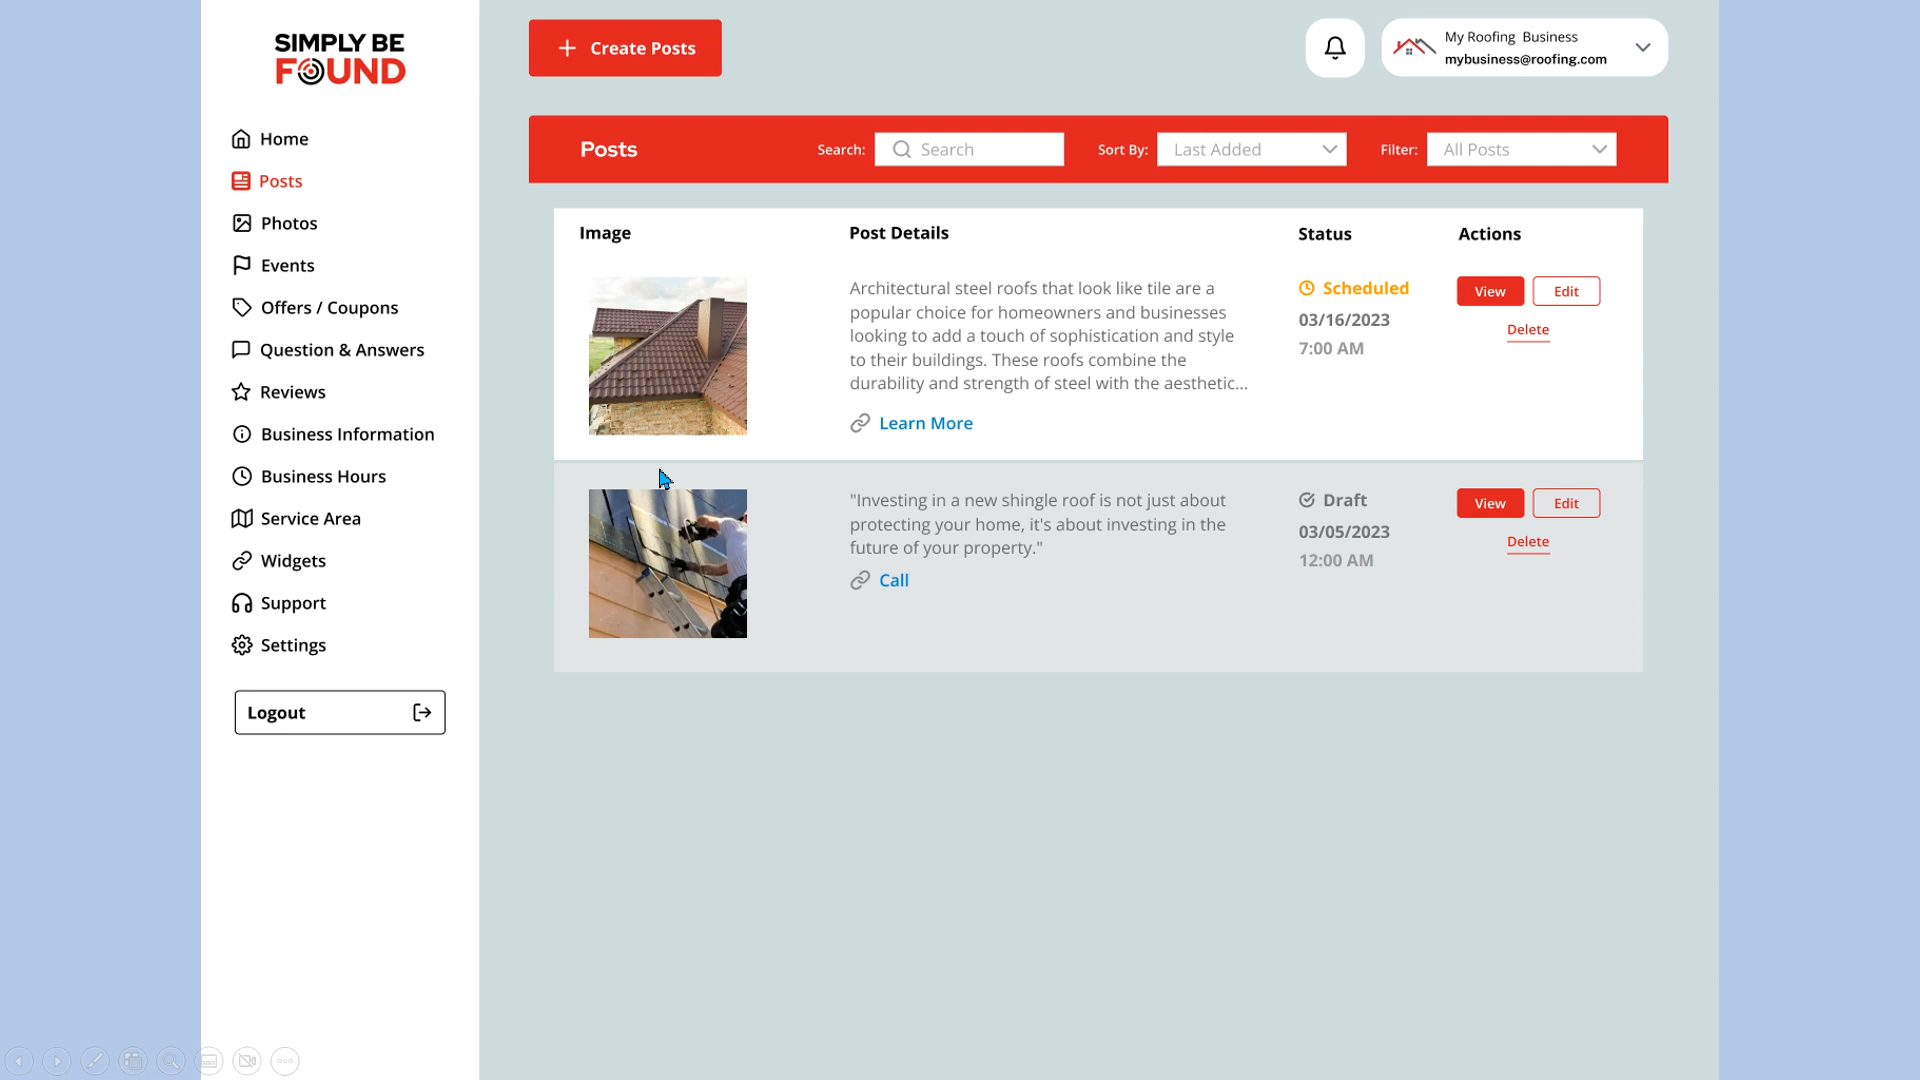 SIMPLY BE
FOUND
Home
Posts
Photos
Events
Offers / Coupons
Question & Answers
Reviews
Business Information
Business Hours
Service Area
Widgets
Support
Settings
Logout
Create Posts
My Roofing Business
mybusiness@roofing.com
Posts
Search:
Search
Sort By:
Last Added
Filter:
All Posts
Image
Post Details
Status
Actions
Architectural steel roofs that look like tile are a
popular choice for homeowners and businesses
looking to add a touch of sophistication and style
to their buildings. These roofs combine the
durability and strength of steel with the aesthetic...
Learn More
Scheduled
03/16/2023
7:00 AM
View
Edit
Delete
"Investing in a new shingle roof is not just about
protecting your home, it's about investing in the
future of your property."
Call
Draft
03/05/2023
12:00 AM
View
Edit
Delete